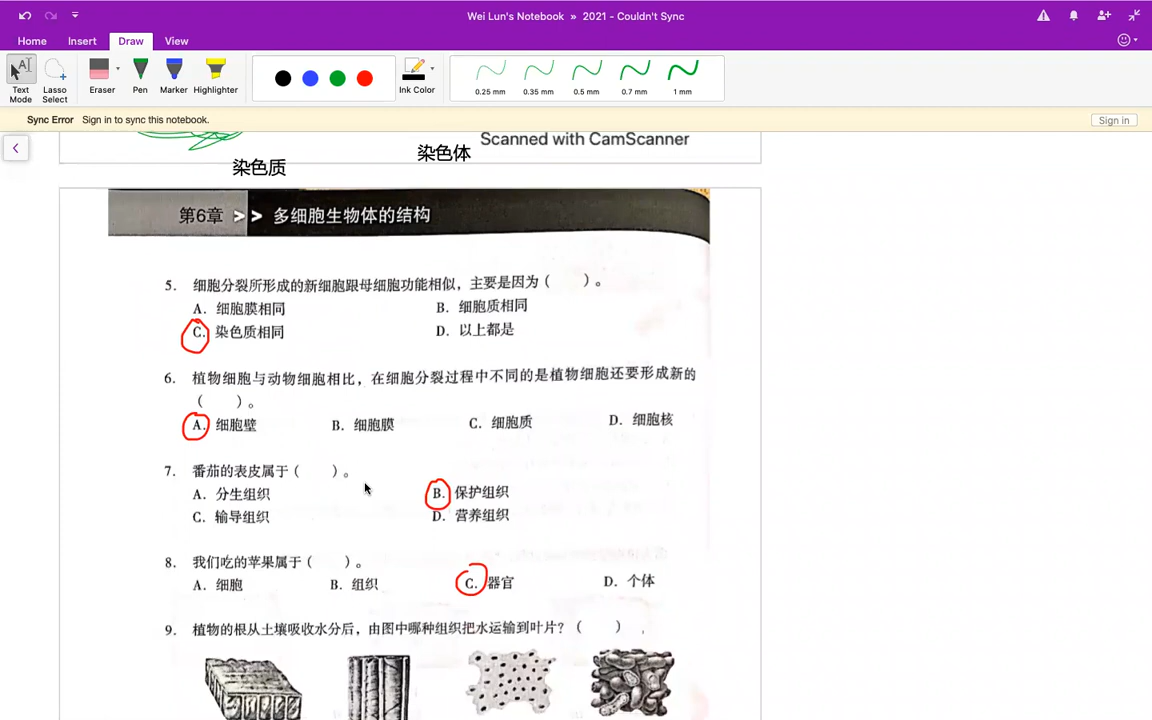 Wei Lun's Notebook » 2021 - Couldn't Sync
Home Insert Draw View
Text Mode
Lasso Select
Eraser
Pen
Marker
Highlighter
Ink Color
0.25 mm 0.35 mm 0.5 mm 0.7 mm 1 mm
Sync Error Sign in to sync this notebook. Sign in
Scanned with CamScanner
染色质
染色体
第6章 >> 多细胞生物体的结构
5. 细胞分裂所形成的新细胞跟母细胞功能相似，主要是因为（ ）。
A. 细胞膜相同 B. 细胞质相同
C. 染色质相同 D. 以上都是
6. 植物细胞与动物细胞相比，在细胞分裂过程中不同的是植物细胞还要形成新的
（ ）。
A. 细胞壁 B. 细胞膜 C. 细胞质 D. 细胞核
7. 番茄的表皮属于（ ）。
A. 分生组织 B. 保护组织
C. 输导组织 D. 营养组织
8. 我们吃的苹果属于（ ）。
A. 细胞 B. 组织 C. 器官 D. 个体
9. 植物的根从土壤吸收水分后，由图中哪种组织把水运输到叶片？（ ）